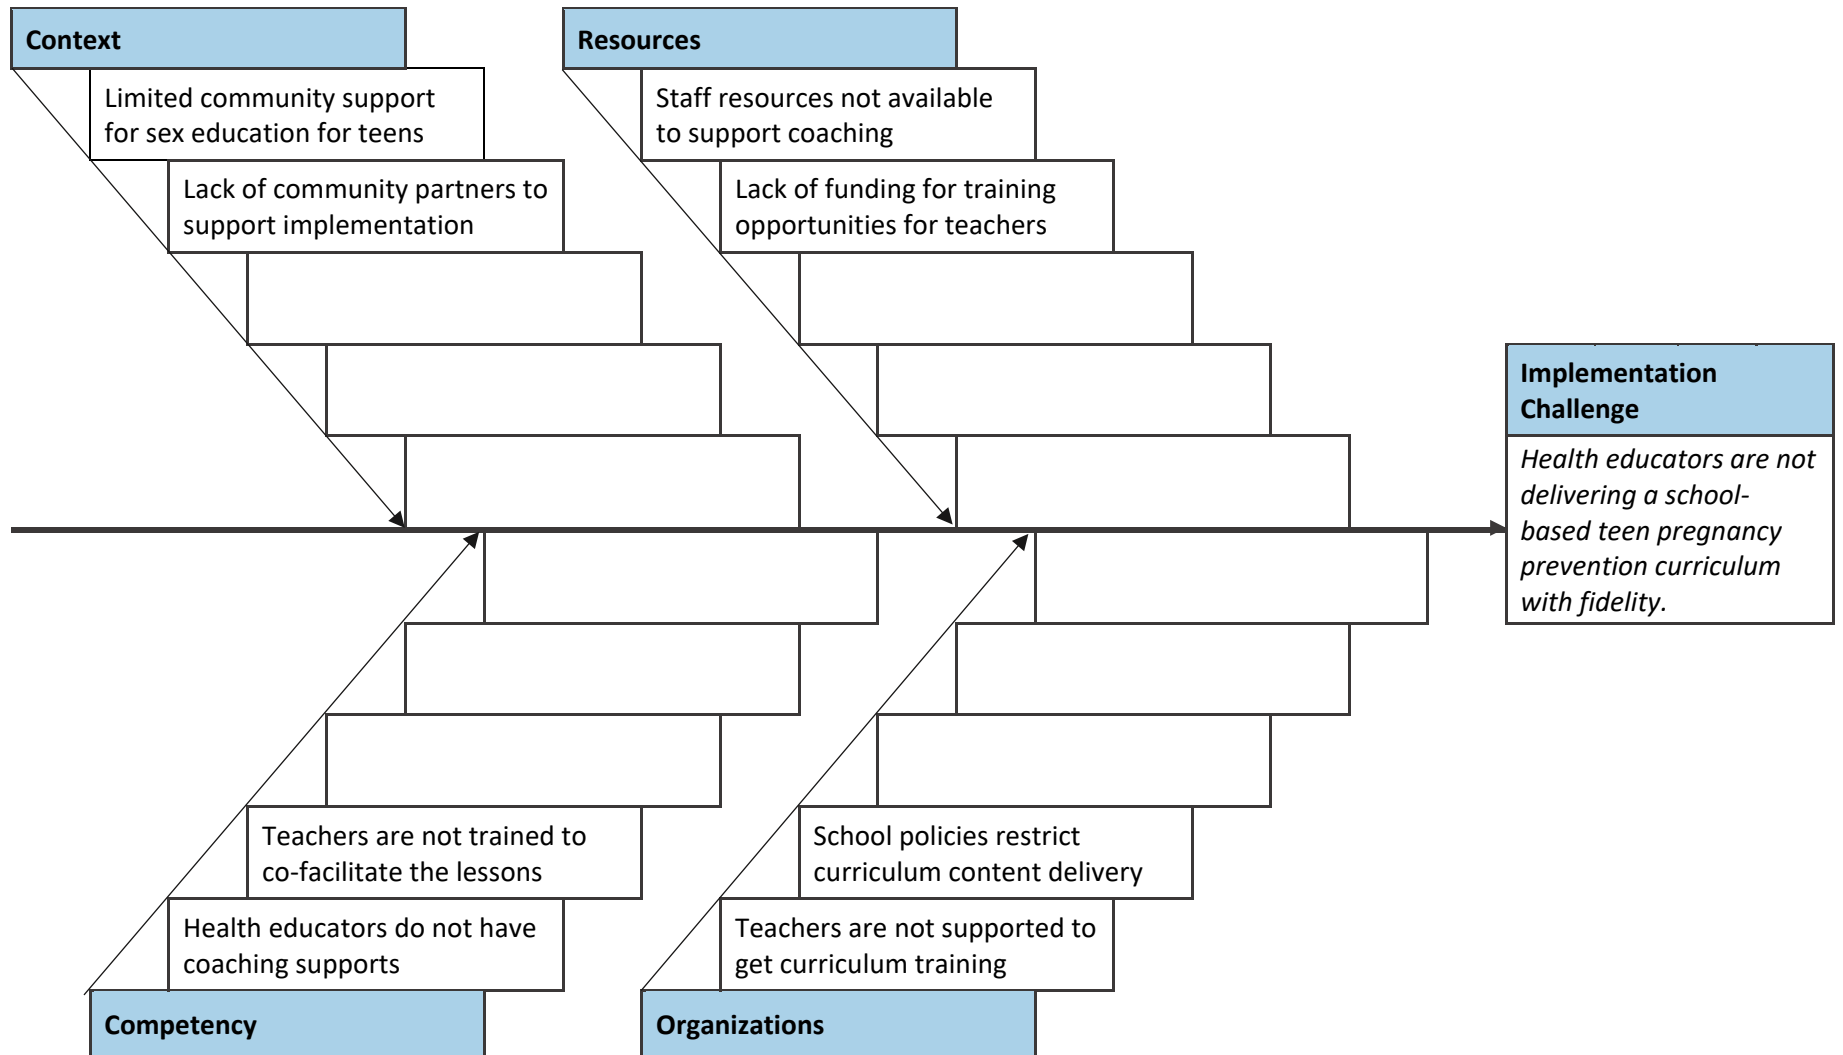 Context
Limited community support
for sex education for teens
Lack of community partners to
support implementation
Resources
Staff resources not available
to support coaching
Lack of funding for training
opportunities for teachers
Implementation
Challenge
Health educators are not
delivering a school-
based teen pregnancy
prevention curriculum
with fidelity.
Teachers are not trained to
co-facilitate the lessons
Health educators do not have
coaching supports
Competency
School policies restrict
curriculum content delivery
Teachers are not supported to
get curriculum training
Organizations